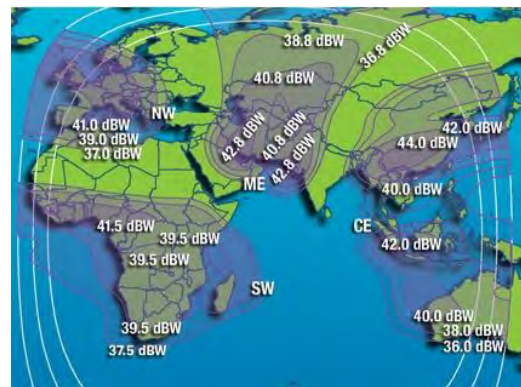 38.8 dBW
36.8 dBW
40.8 dBW
NW
41.0 dBW
39.0 dBW
37.0 dBW
42.8 dBW
40.8 dBW
42.8 dBW
42.0 dBW
44.0 dBW
ME
40.0 dBW
41.5 dBW
39.5 dBW
CE
42.0 dBW
39.5 dBW
SW
39.5 dBW
37.5 dBW
40.0 dBW
38.0 dBW
36.0 dBW